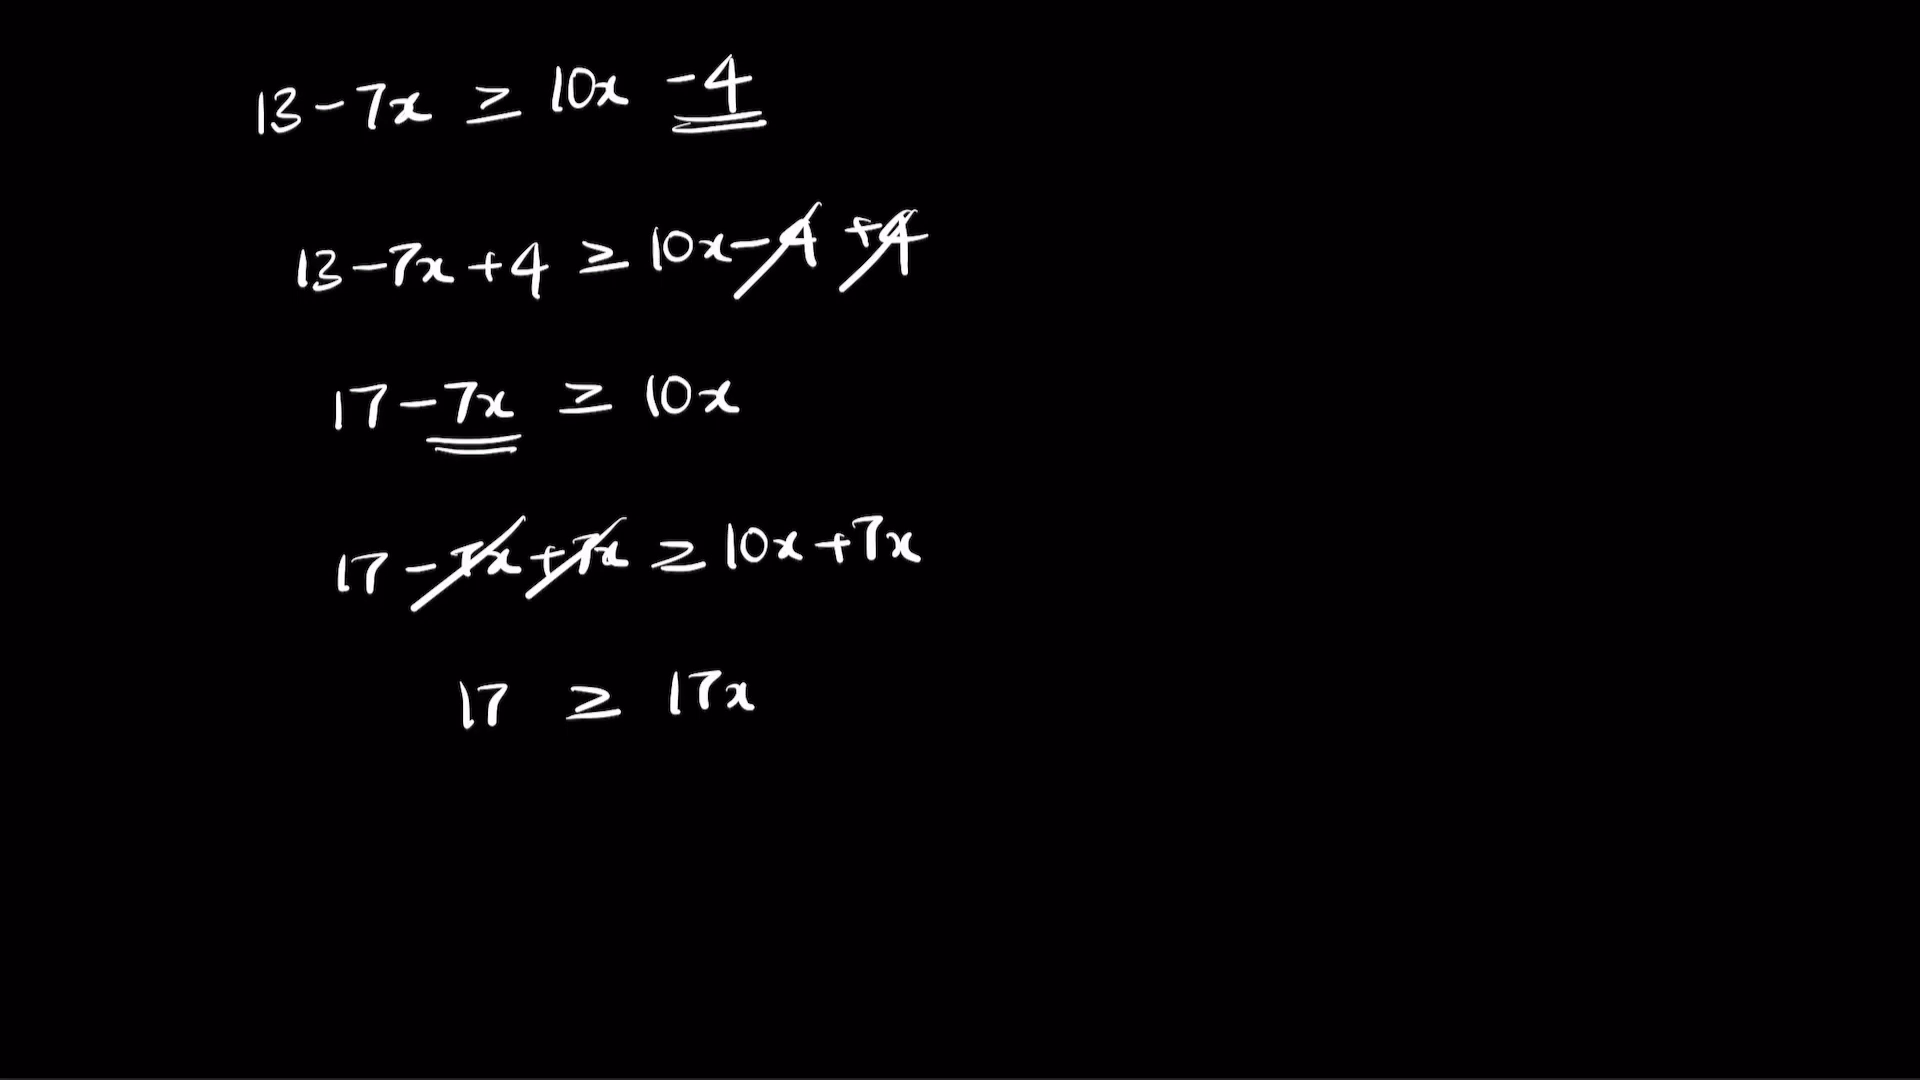 13-7x ≥ 10x -4
13-7x+4 ≥ 10x-4 +4
17-7x ≥ 10x
17-7x+7x ≥ 10x+7x
17 ≥ 17x